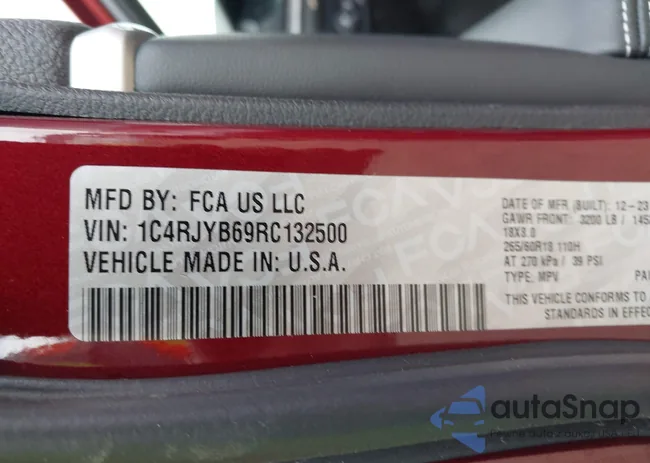 MFD BY: FCA US LLC
VIN: 1C4RJYB69RC132500
VEHICLE MADE IN: U.S.A.
DATE OF MFR (BUILT): 12-23
GAWR FRONT: 3200 LB / 145
18X8.0
265/60R18 110H
AT 270 kPa / 39 PSI
TYPE, MPV PA
THIS VEHICLE CONFORMS TO
STANDARDS IN EFFEC
autaSnap